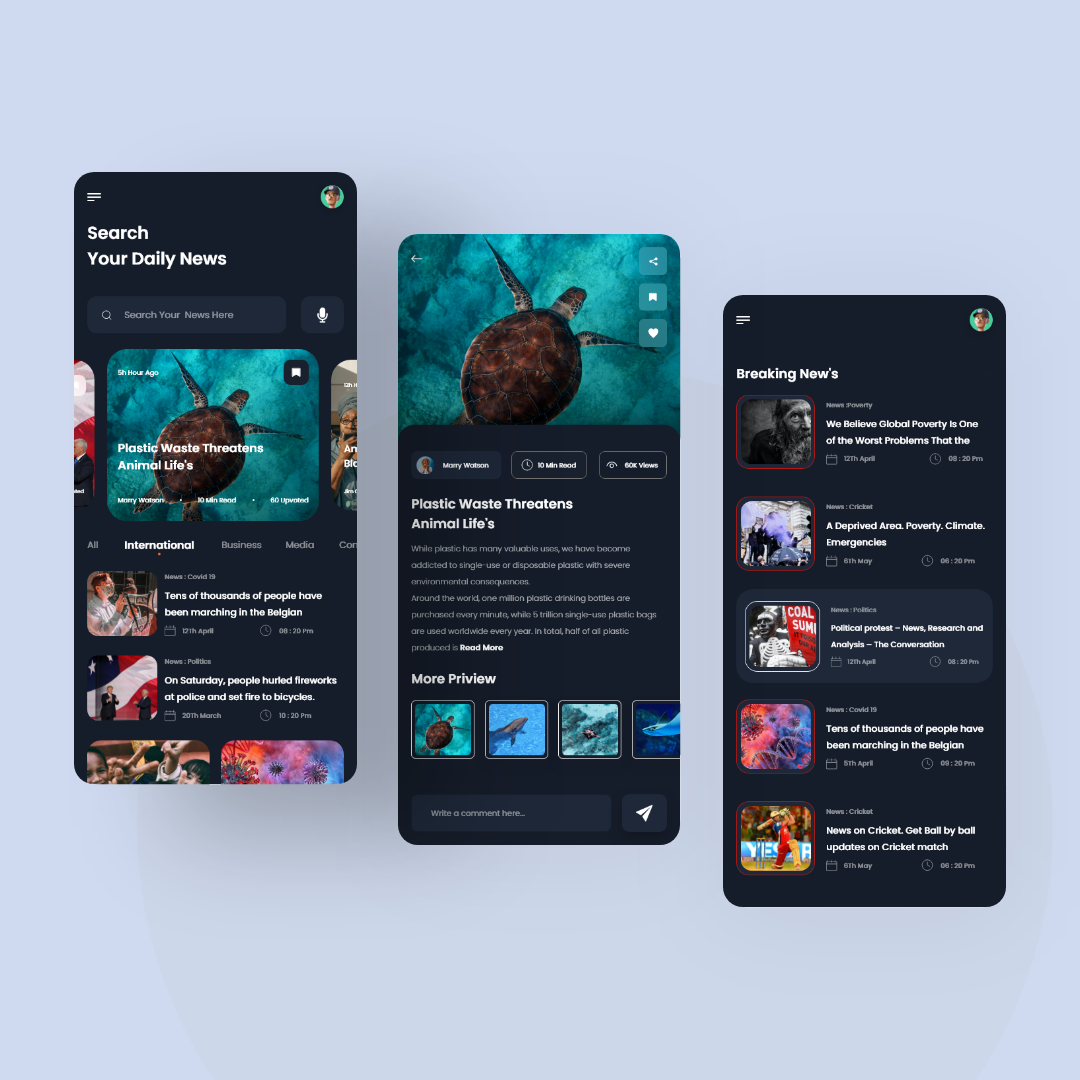 Search
Your Daily News
Search Your News Here
5h Hour Ago
12h H
Plastic Waste Threatens
Animal Life's
Marry Watson • 10 Min Read • 60 Upvated
Am
Blo
All International Business Media Con
News : Covid 19
Tens of thousands of people have
been marching in the Belgian
12Th April 08 : 20 Pm
News : Politics
On Saturday, people hurled fireworks
at police and set fire to bicycles.
20Th March 10 : 20 Pm
Marry Watson
10 Min Read
60K Views
Plastic Waste Threatens
Animal Life's
While plastic has many valuable uses, we have become
addicted to single-use or disposable plastic with severe
environmental consequences.
Around the world, one million plastic drinking bottles are
purchased every minute, while 5 trillion single-use plastic bags
are used worldwide every year. In total, half of all plastic
produced is Read More
More Priview
Write a comment here...
Breaking New's
News :Poverty
We Believe Global Poverty Is One
of the Worst Problems That the
12Th April 08 : 20 Pm
News : Cricket
A Deprived Area. Poverty. Climate.
Emergencies
6Th May 06 : 20 Pm
COAL
News : Politics
Political protest – News, Research and
Analysis – The Conversation
12Th April 08 : 20 Pm
News : Covid 19
Tens of thousands of people have
been marching in the Belgian
5Th April 09 : 20 Pm
News : Cricket
News on Cricket. Get Ball by ball
updates on Cricket match
6Th May 06 : 20 Pm